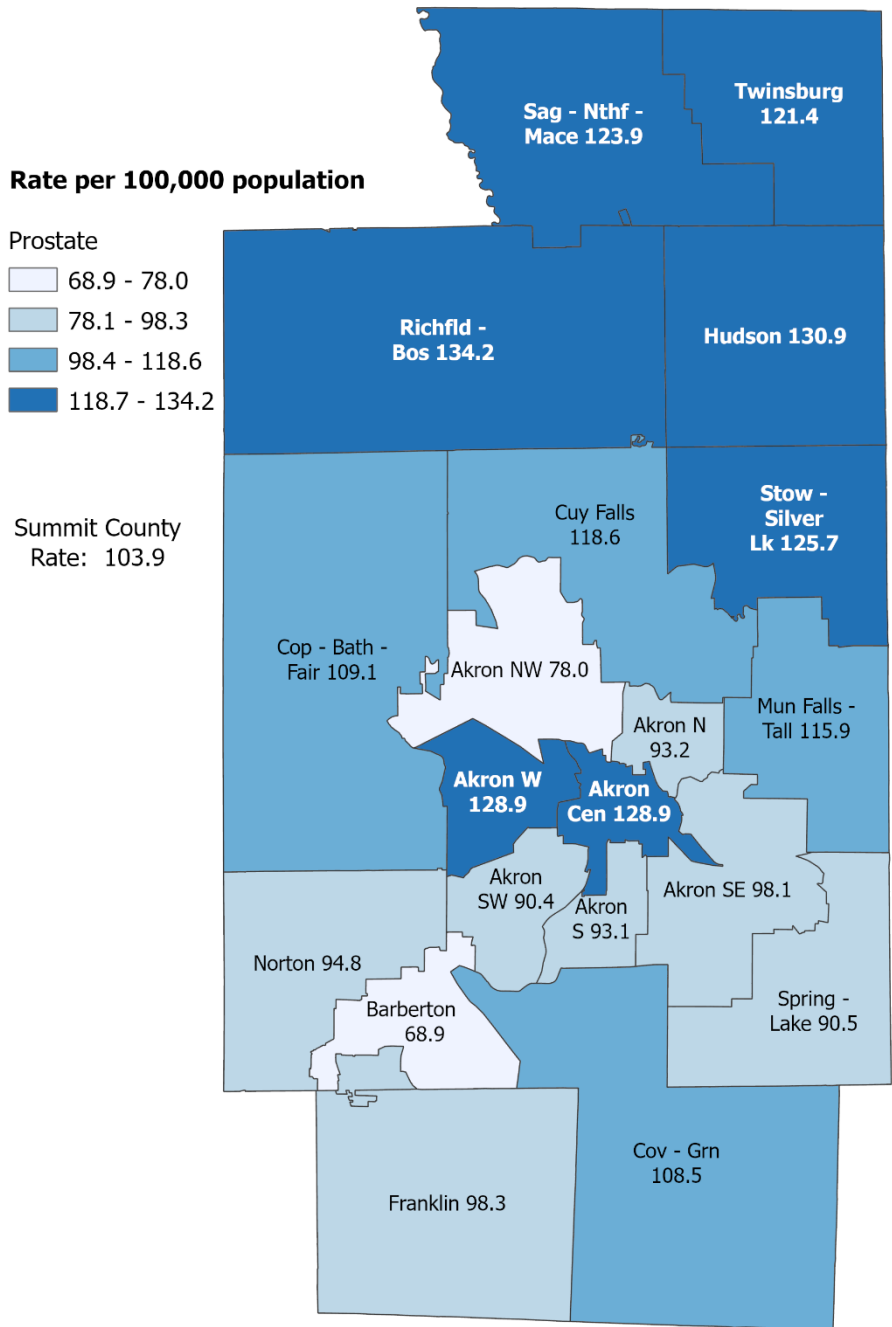 Sag - Nthf -
Mace 123.9
Twinsburg
121.4
Rate per 100,000 population
Prostate
68.9 - 78.0
78.1 - 98.3
98.4 - 118.6
118.7 - 134.2
Richfld -
Bos 134.2
Hudson 130.9
Summit County
Rate: 103.9
Cuy Falls
118.6
Stow -
Silver
Lk 125.7
Cop - Bath -
Fair 109.1
Akron NW 78.0
Akron N
93.2
Mun Falls -
Tall 115.9
Akron W
128.9
Akron
Cen 128.9
Akron
SW 90.4
Akron
S 93.1
Akron SE 98.1
Norton 94.8
Barberton
68.9
Spring -
Lake 90.5
Cov - Grn
108.5
Franklin 98.3